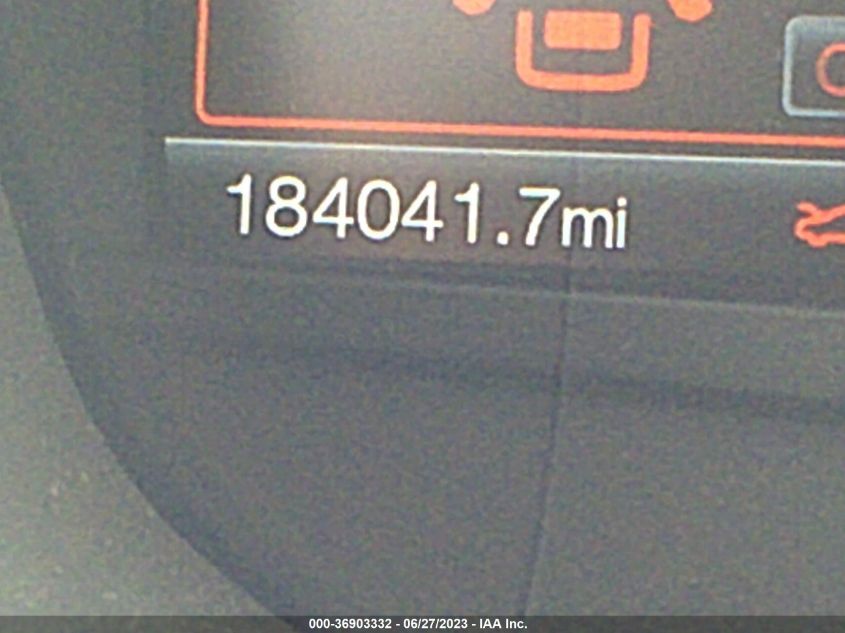 184041.7mi
000-36903332 - 06/27/2023 - IAA Inc.